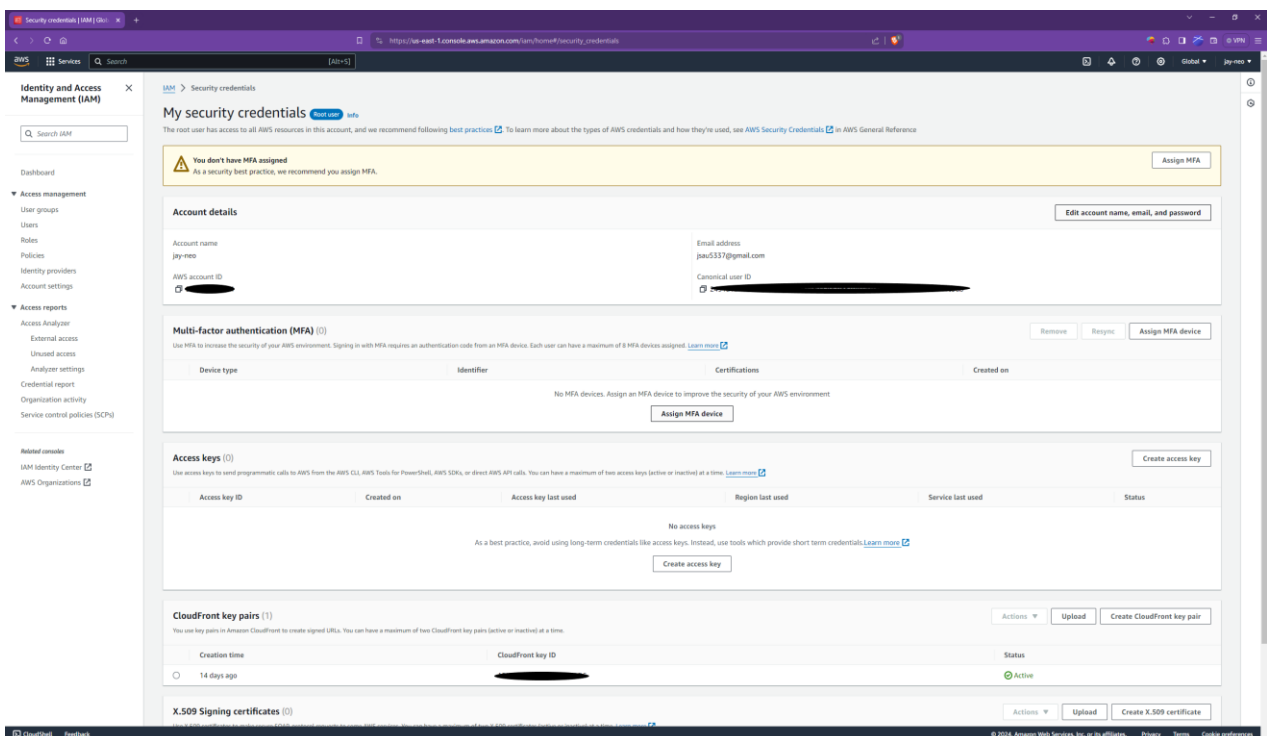 Security credentials | IAM | Glob
https://us-east-1.console.aws.amazon.com/iam/home#/security_credentials
VPN
aws Services Search [Alt+S] Global jay-neo
Identity and Access Management (IAM)
Search IAM
Dashboard
Access management
User groups
Users
Roles
Policies
Identity providers
Account settings
Access reports
Access Analyzer
External access
Unused access
Analyzer settings
Credential report
Organization activity
Service control policies (SCPs)
Related consoles
IAM Identity Center
AWS Organizations
IAM > Security credentials
My security credentials Root user Info
The root user has access to all AWS resources in this account, and we recommend following best practices. To learn more about the types of AWS credentials and how they're used, see AWS Security Credentials in AWS General Reference
You don't have MFA assigned
As a security best practice, we recommend you assign MFA.
Assign MFA
Account details
Edit account name, email, and password
Account name
jay-neo
Email address
jsau5337@gmail.com
AWS account ID
Canonical user ID
Multi-factor authentication (MFA) (0)
Remove Resync Assign MFA device
Use MFA to increase the security of your AWS environment. Signing in with MFA requires an authentication code from an MFA device. Each user can have a maximum of 8 MFA devices assigned. Learn more
Device type Identifier Certifications Created on
No MFA devices. Assign an MFA device to improve the security of your AWS environment
Assign MFA device
Access keys (0)
Create access key
Use access keys to send programmatic calls to AWS from the AWS CLI, AWS Tools for PowerShell, AWS SDKs, or direct AWS API calls. You can have a maximum of two access keys (active or inactive) at a time. Learn more
Access key ID Created on Access key last used Region last used Service last used Status
No access keys
As a best practice, avoid using long-term credentials like access keys. Instead, use tools which provide short term credentials. Learn more
Create access key
CloudFront key pairs (1)
Actions Upload Create CloudFront key pair
You use key pairs in Amazon CloudFront to create signed URLs. You can have a maximum of two CloudFront key pairs (active or inactive) at a time.
Creation time CloudFront key ID Status
14 days ago Active
X.509 Signing certificates (0)
Actions Upload Create X.509 certificate
CloudShell Feedback
© 2024, Amazon Web Services, Inc. or its affiliates. Privacy Terms Cookie preferences